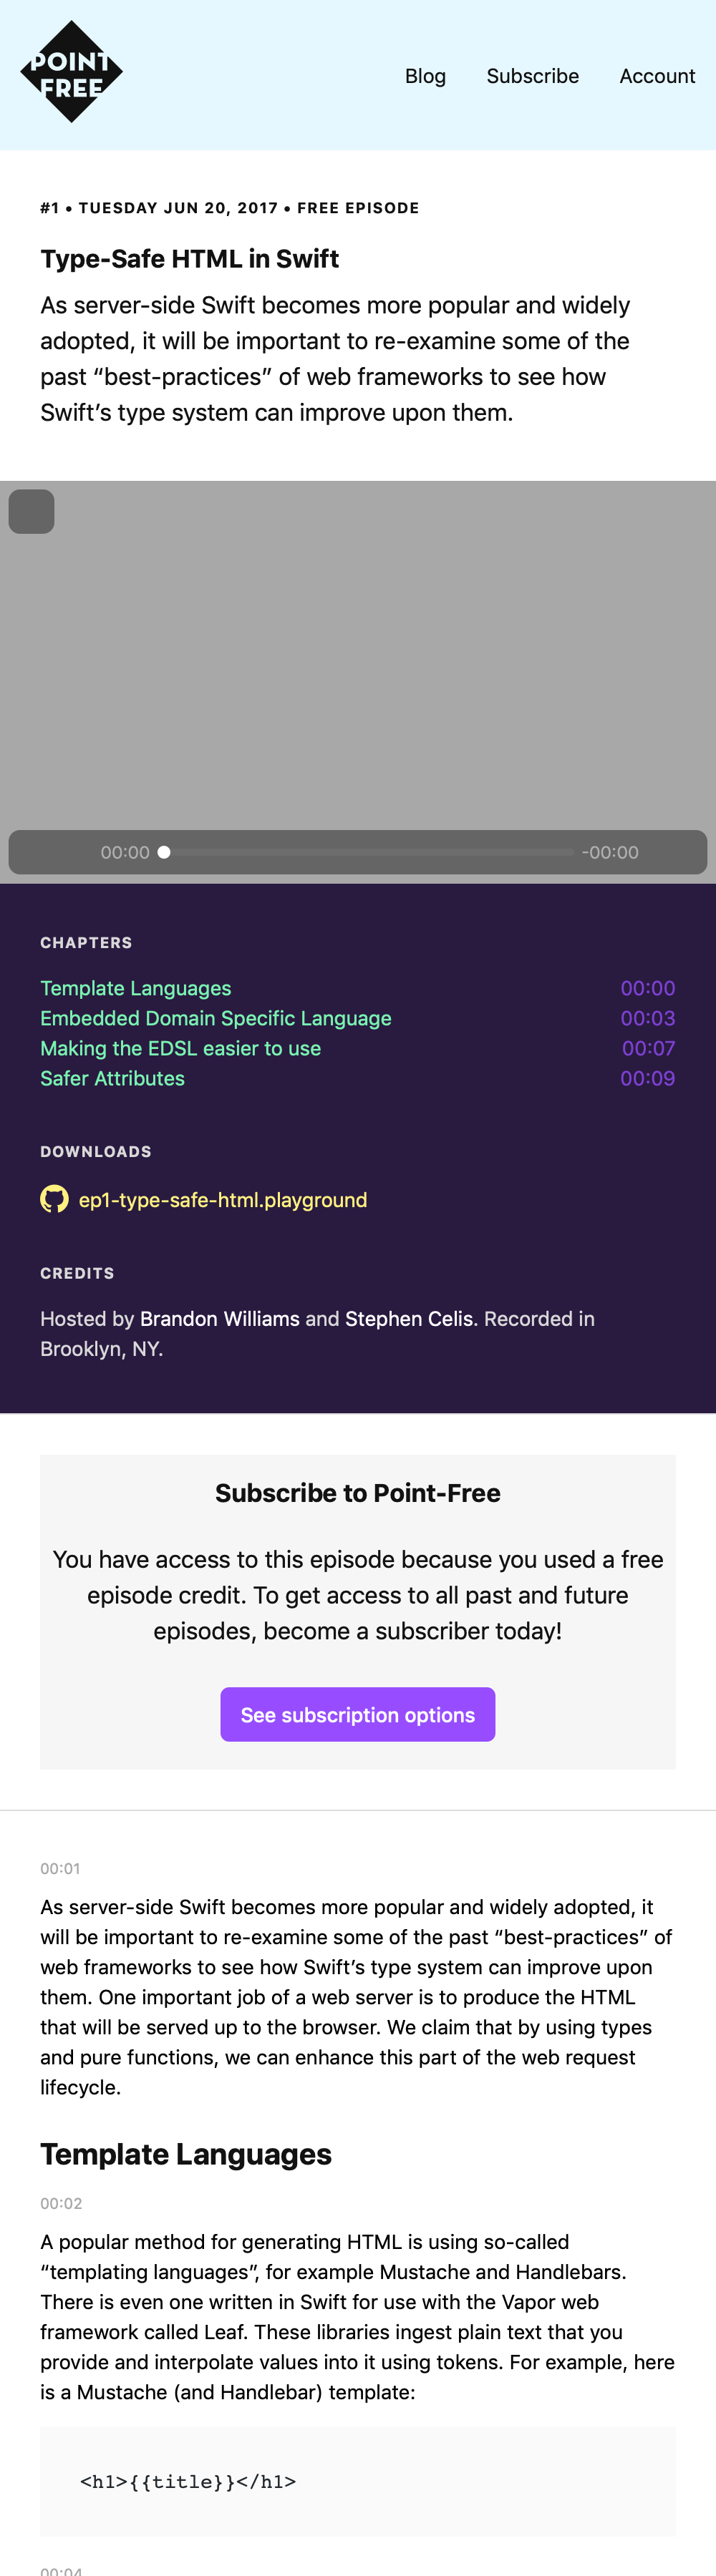 POINT
FREE
Blog Subscribe Account
#1 • TUESDAY JUN 20, 2017 • FREE EPISODE
Type-Safe HTML in Swift
As server-side Swift becomes more popular and widely
adopted, it will be important to re-examine some of the
past “best-practices” of web frameworks to see how
Swift’s type system can improve upon them.
00:00 -00:00
CHAPTERS
Template Languages 00:00
Embedded Domain Specific Language 00:03
Making the EDSL easier to use 00:07
Safer Attributes 00:09
DOWNLOADS
ep1-type-safe-html.playground
CREDITS
Hosted by Brandon Williams and Stephen Celis. Recorded in
Brooklyn, NY.
Subscribe to Point-Free
You have access to this episode because you used a free
episode credit. To get access to all past and future
episodes, become a subscriber today!
See subscription options
00:01
As server-side Swift becomes more popular and widely adopted, it
will be important to re-examine some of the past “best-practices” of
web frameworks to see how Swift’s type system can improve upon
them. One important job of a web server is to produce the HTML
that will be served up to the browser. We claim that by using types
and pure functions, we can enhance this part of the web request
lifecycle.
Template Languages
00:02
A popular method for generating HTML is using so-called
“templating languages”, for example Mustache and Handlebars.
There is even one written in Swift for use with the Vapor web
framework called Leaf. These libraries ingest plain text that you
provide and interpolate values into it using tokens. For example, here
is a Mustache (and Handlebar) template:
<h1>{{title}}</h1>
00:04